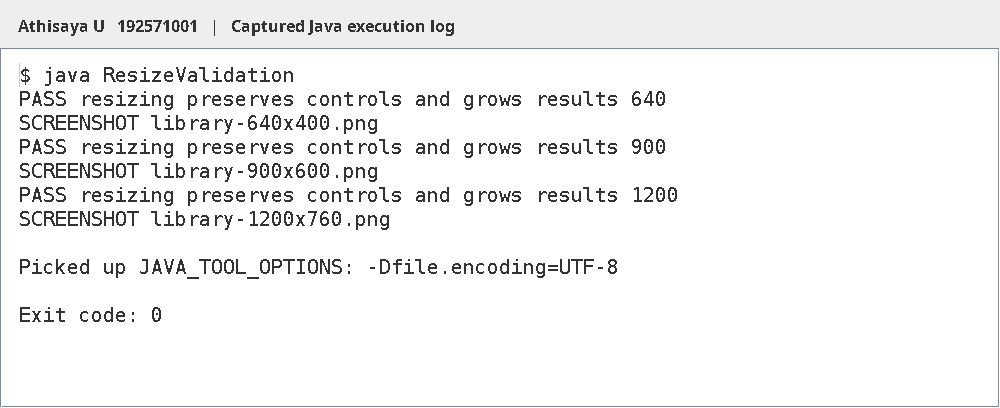 Athisaya U 192571001 | Captured Java execution log
$ java ResizeValidation
PASS resizing preserves controls and grows results 640
SCREENSHOT library-640x400.png
PASS resizing preserves controls and grows results 900
SCREENSHOT library-900x600.png
PASS resizing preserves controls and grows results 1200
SCREENSHOT library-1200x760.png
Picked up JAVA_TOOL_OPTIONS: -Dfile.encoding=UTF-8
Exit code: 0